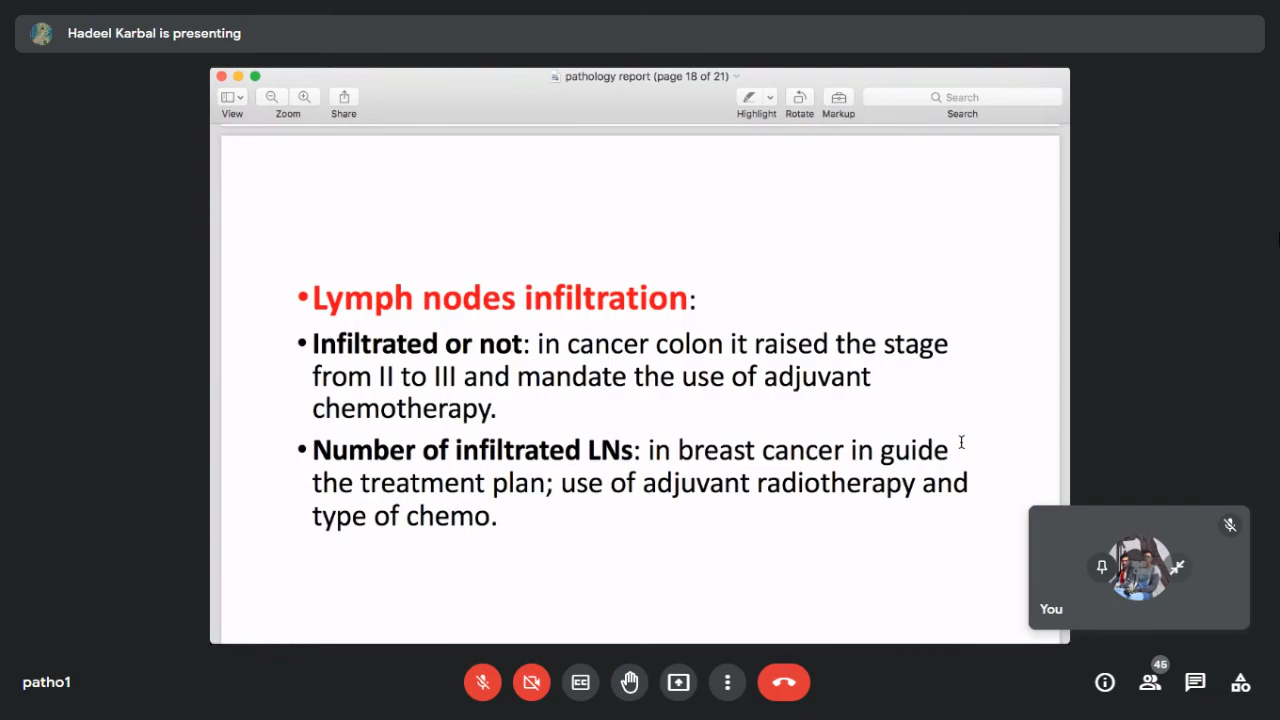 Hadeel Karbal is presenting
pathology report (page 18 of 21)
View
Zoom
Share
Highlight
Rotate
Markup
Search
Search
•Lymph nodes infiltration:
• Infiltrated or not: in cancer colon it raised the stage
from II to III and mandate the use of adjuvant
chemotherapy.
• Number of infiltrated LNs: in breast cancer in guide
the treatment plan; use of adjuvant radiotherapy and
type of chemo.
You
patho1
CC
45